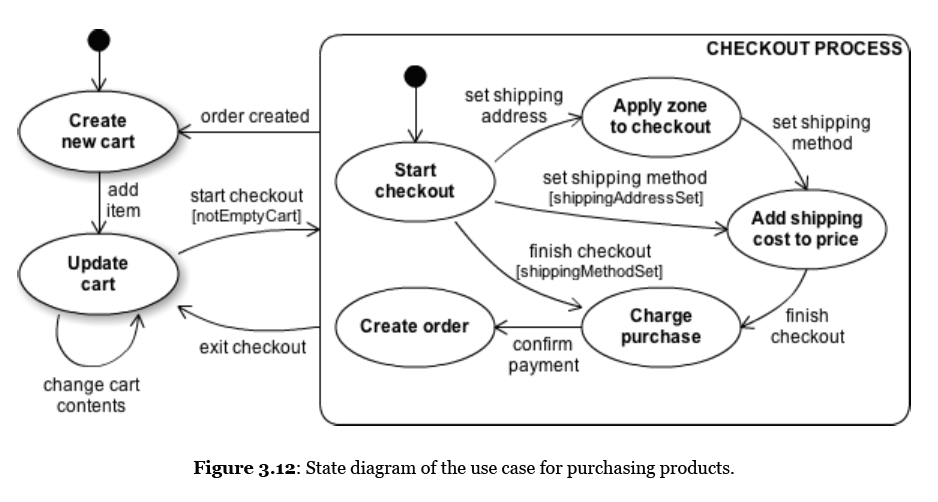 CHECKOUT PROCESS
Create
new cart
order created
add
item
start checkout
[notEmptyCart]
Update
cart
exit checkout
change cart
contents
set shipping
address
Apply zone
to checkout
set shipping
method
Start
checkout
set shipping method
[shippingAddressSet]
Add shipping
cost to price
finish checkout
[shippingMethodSet]
finish
checkout
Charge
purchase
confirm
payment
Create order
Figure 3.12: State diagram of the use case for purchasing products.